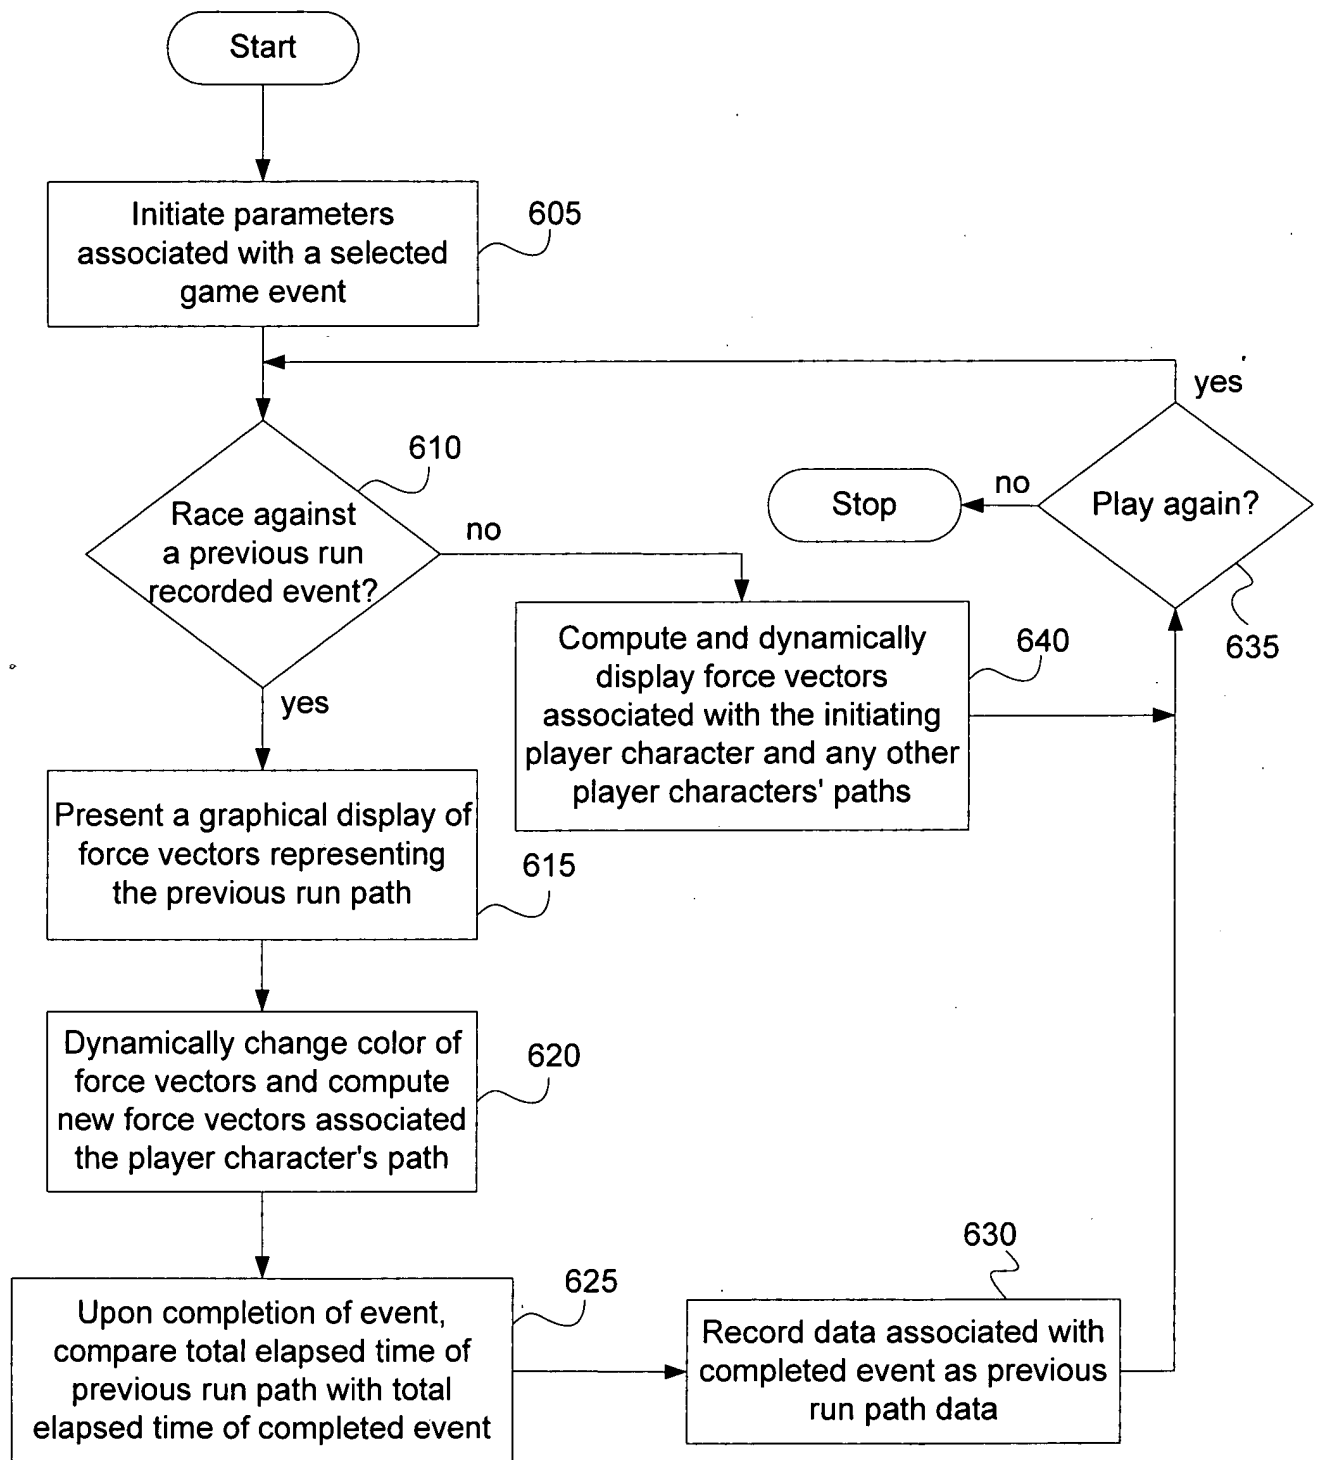 Start
Initiate parameters
associated with a selected
game event
605
yes
610
Race against
a previous run
recorded event?
no
Stop
no
Play again?
635
yes
Compute and dynamically
display force vectors
associated with the initiating
player character and any other
player characters' paths
640
Present a graphical display of
force vectors representing
the previous run path
615
Dynamically change color of
force vectors and compute
new force vectors associated
the player character's path
620
Upon completion of event,
compare total elapsed time of
previous run path with total
elapsed time of completed event
625
630
Record data associated with
completed event as previous
run path data